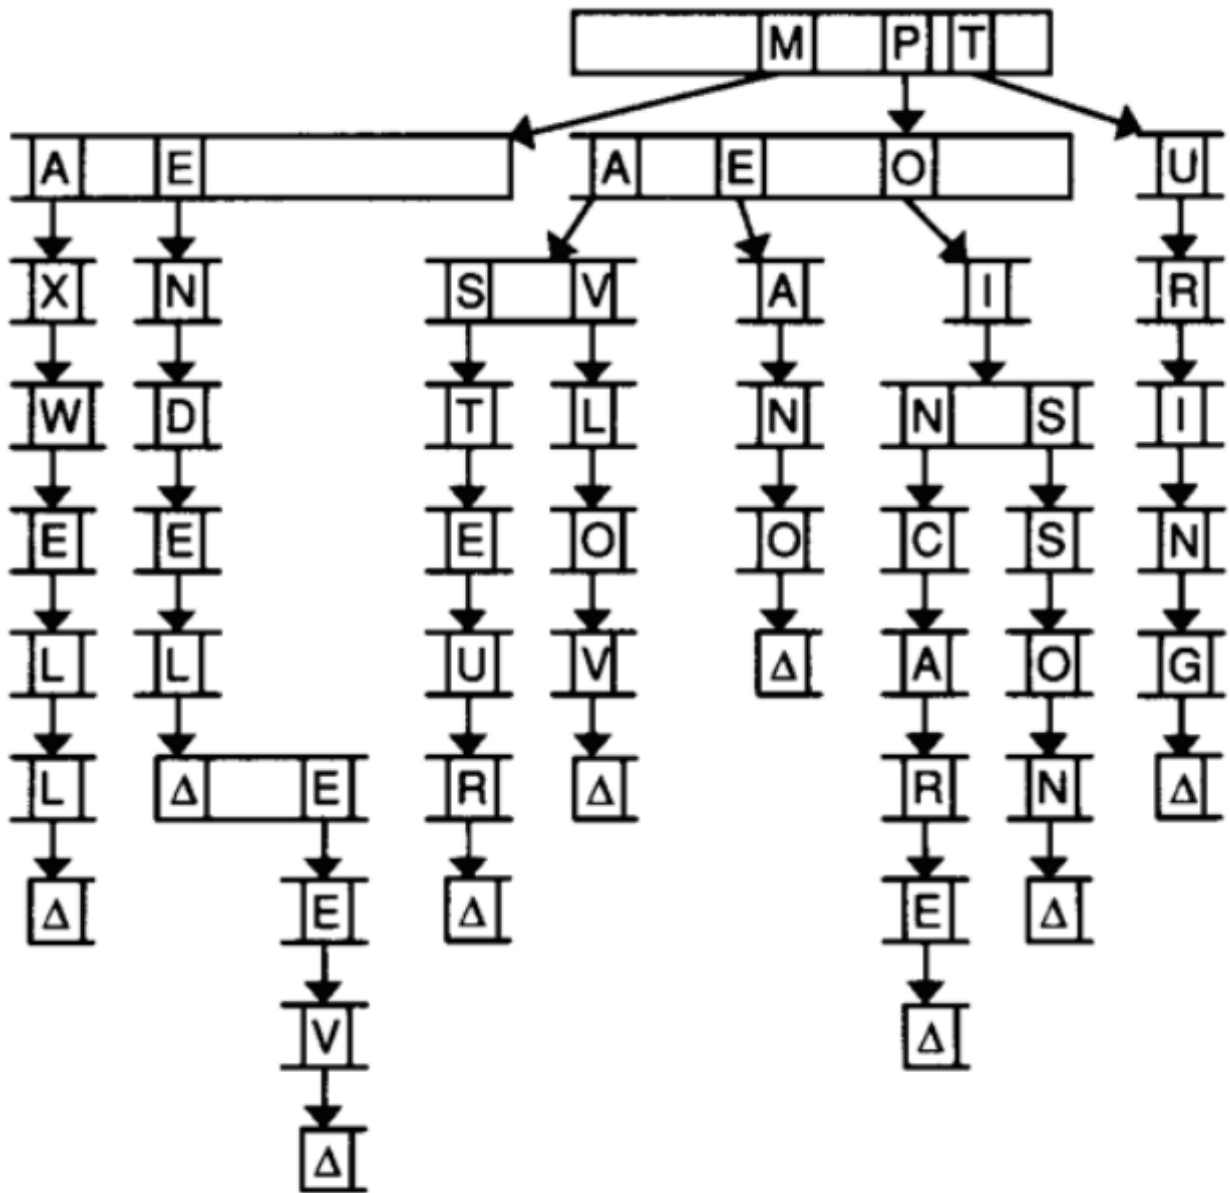 M P T
A E A E O U
X N S V A I R
W D T L N N S I
E E E O O C S N
L L U V Δ A O G
L Δ E R Δ R N Δ
Δ E Δ E Δ
V Δ
Δ